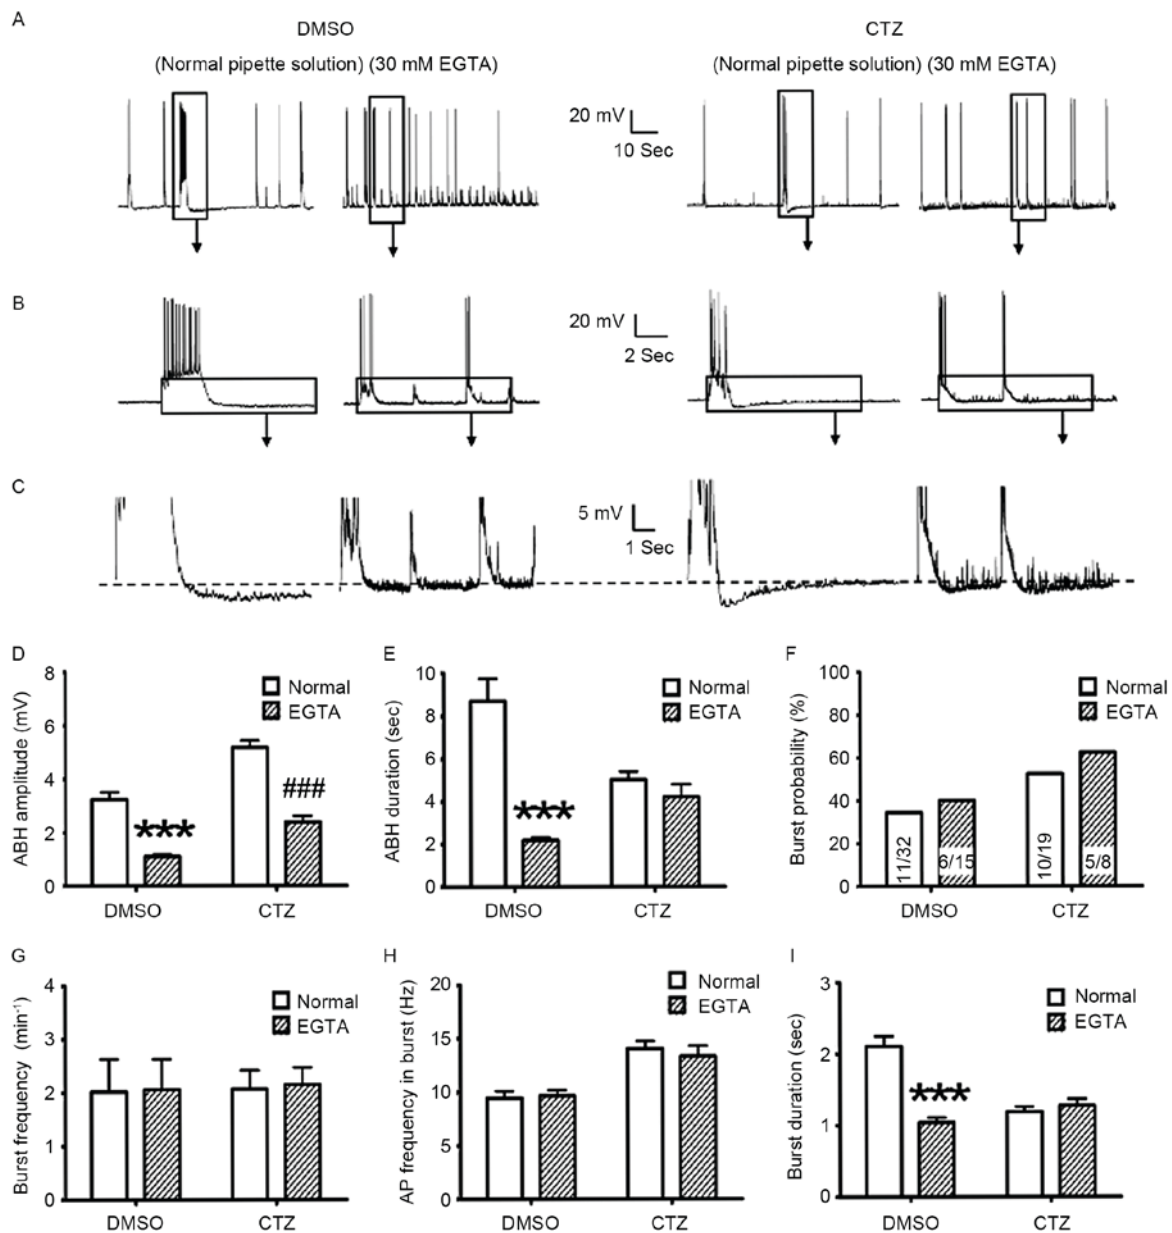 A
DMSO
CTZ
(Normal pipette solution) (30 mM EGTA)
(Normal pipette solution) (30 mM EGTA)
20 mV
10 Sec
B
20 mV
2 Sec
C
5 mV
1 Sec
D
ABH amplitude (mV)
8
6
4
2
0
Normal
EGTA
***
###
DMSO
CTZ
E
ABH duration (sec)
10
8
6
4
2
0
Normal
EGTA
***
DMSO
CTZ
F
Burst probability (%)
100
80
60
40
20
0
Normal
EGTA
11/32
6/15
10/19
5/8
DMSO
CTZ
G
Burst frequency (min⁻¹)
4
3
2
1
0
Normal
EGTA
DMSO
CTZ
H
AP frequency in burst (Hz)
20
15
10
5
0
Normal
EGTA
DMSO
CTZ
I
Burst duration (sec)
3
2
1
0
Normal
EGTA
***
DMSO
CTZ